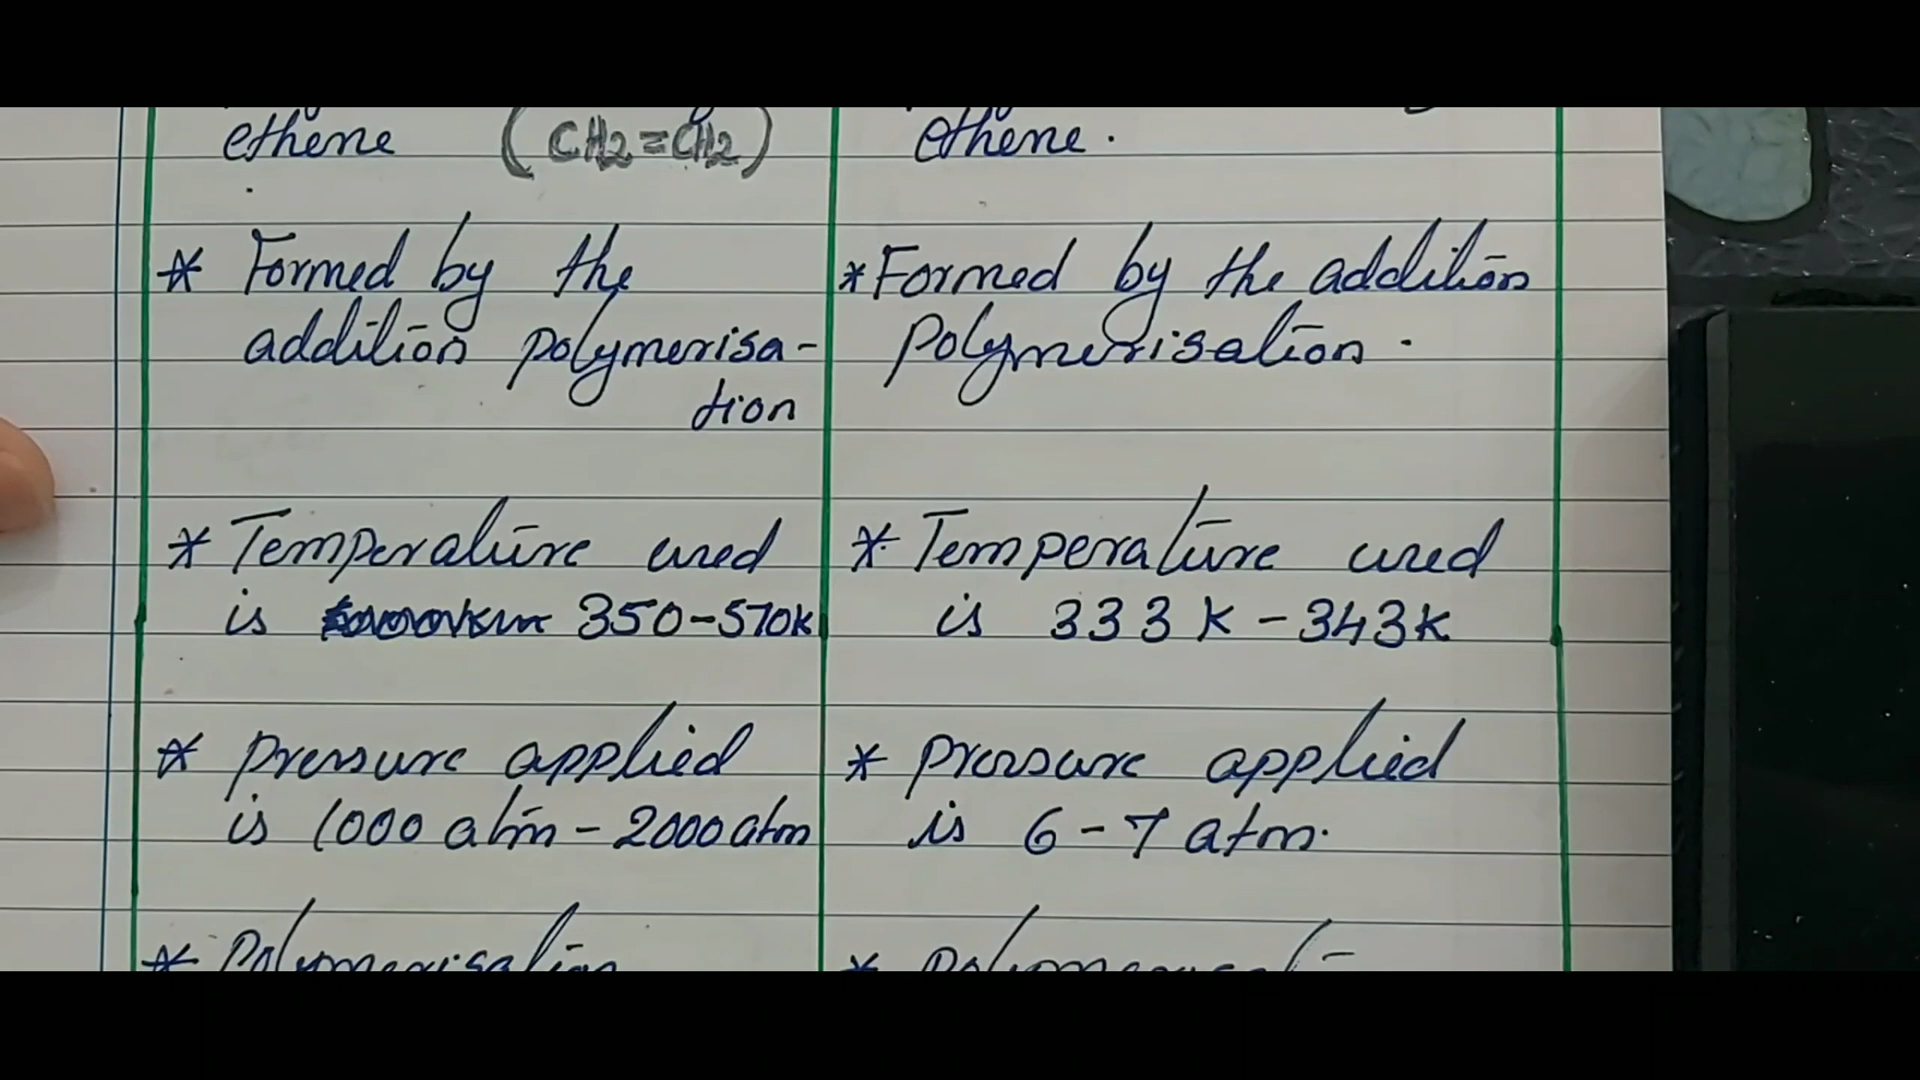 ethene (CH2=CH2)
* Formed by the
addition polymerisa-
tion
* Temperature used
is 350-570k
* pressure applied
is 1000 atm - 2000 atm
* Polymerisation
ethene.
* Formed by the addition
polymerisation.
* Temperature used
is 333 K - 343k
* pressure applied
is 6-7 atm.
*